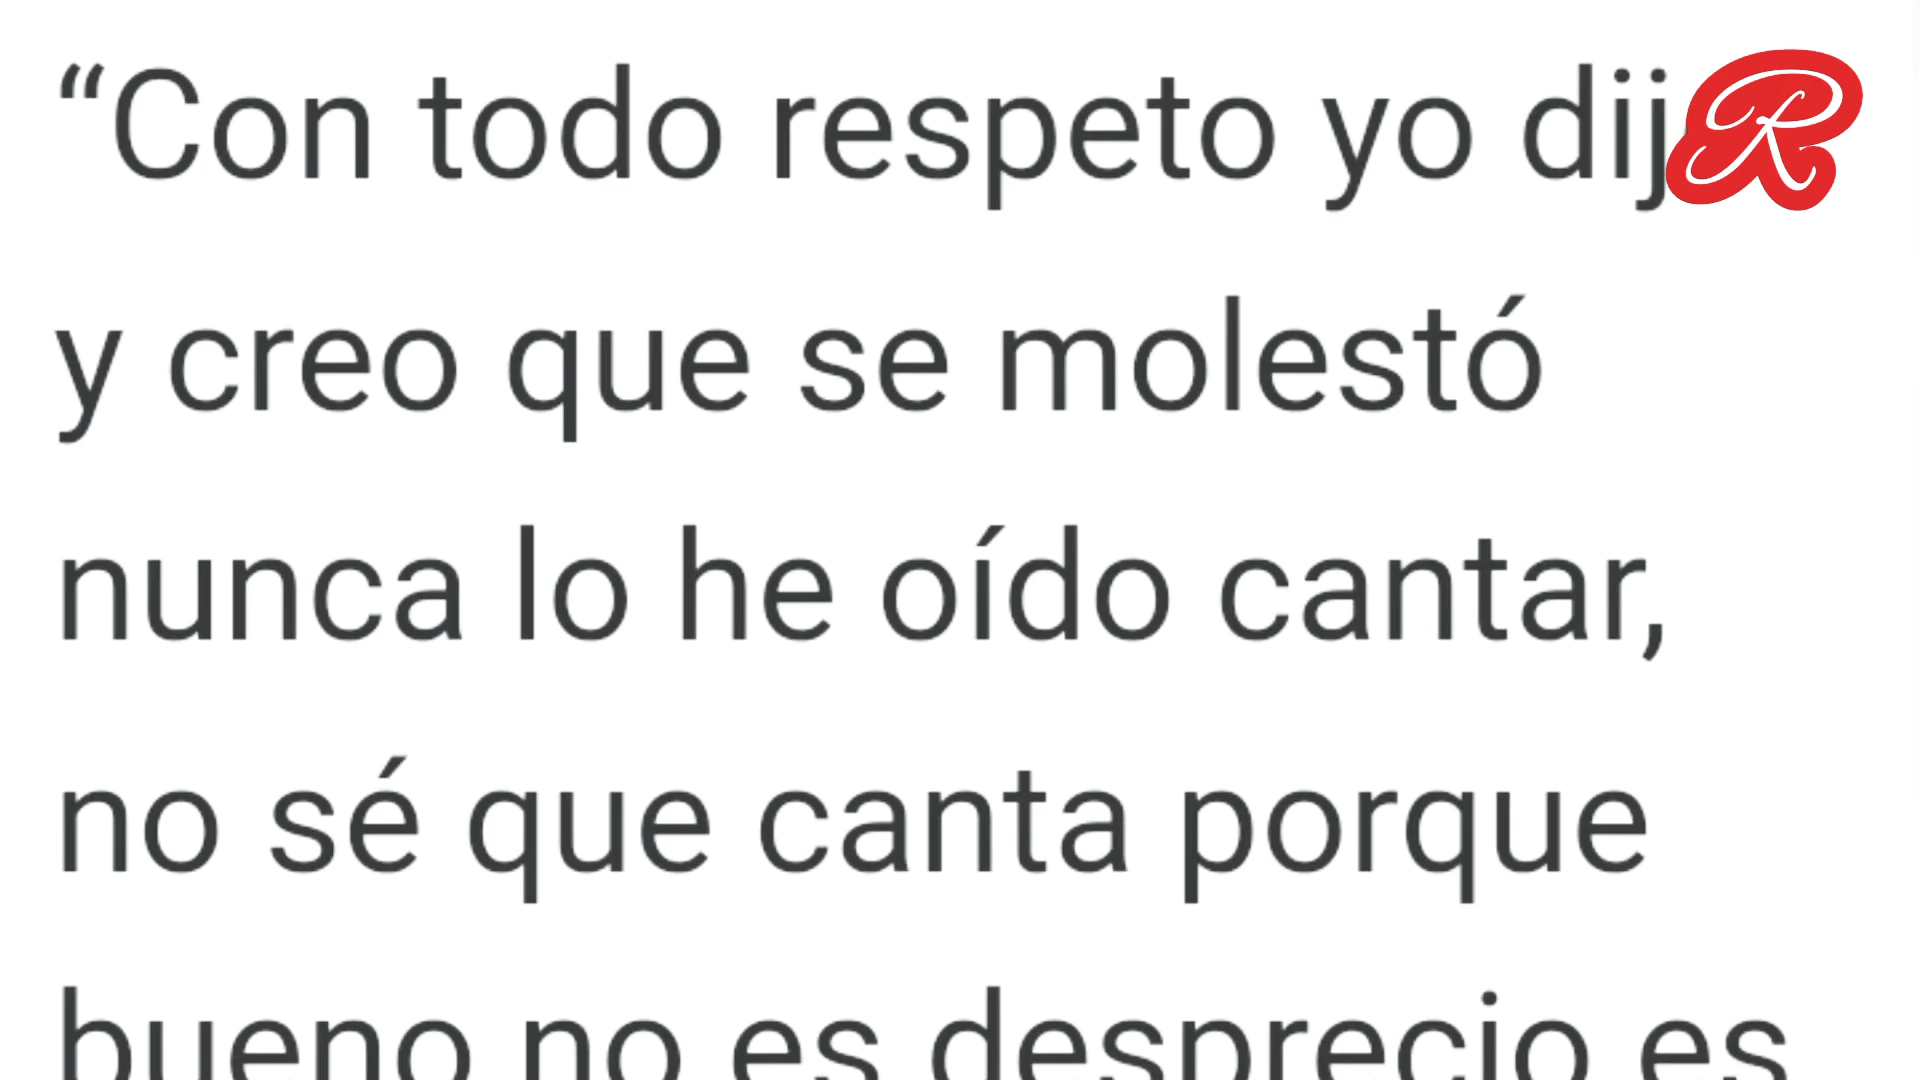 “Con todo respeto yo dij
R
y creo que se molestó
nunca lo he oído cantar,
no sé que canta porque
bueno no es desprecio es